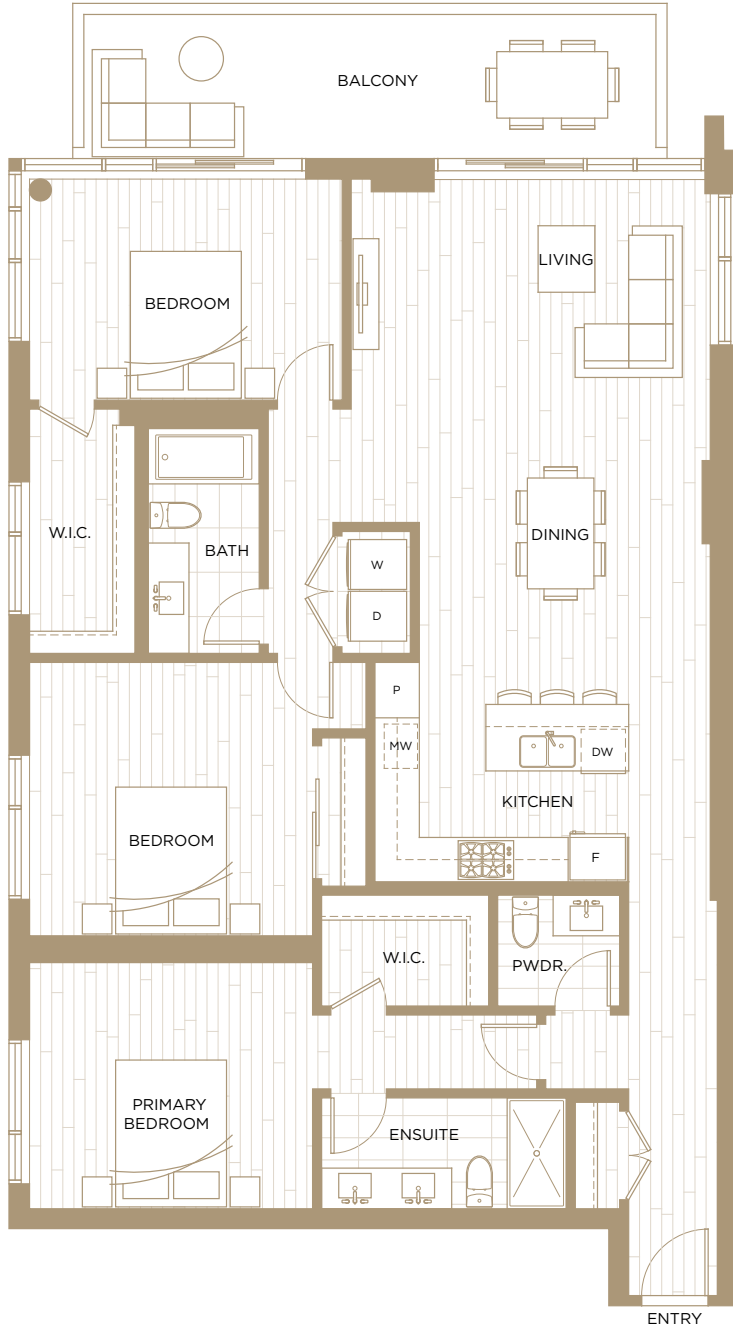 BALCONY
LIVING
BEDROOM
W.I.C.
BATH
W
D
DINING
P
MW
DW
KITCHEN
F
BEDROOM
W.I.C.
PWDR.
PRIMARY
BEDROOM
ENSUITE
ENTRY